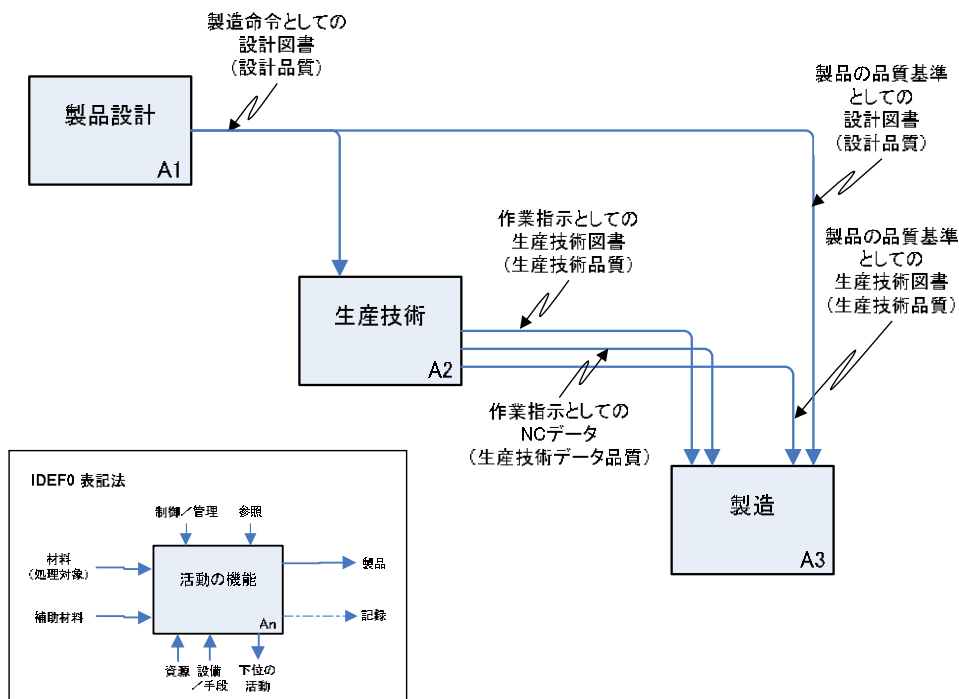 製造命令としての
設計図書
(設計品質)
製品設計
A1
製品の品質基準
としての
設計図書
(設計品質)
作業指示としての
生産技術図書
(生産技術品質)
製品の品質基準
としての
生産技術図書
(生産技術品質)
生産技術
A2
作業指示としての
NCデータ
(生産技術データ品質)
製造
A3
IDEF0 表記法
制御/管理
参照
材料
(処理対象)
活動の機能
製品
補助材料
An
記録
資源
設備
/手段
下位の
活動